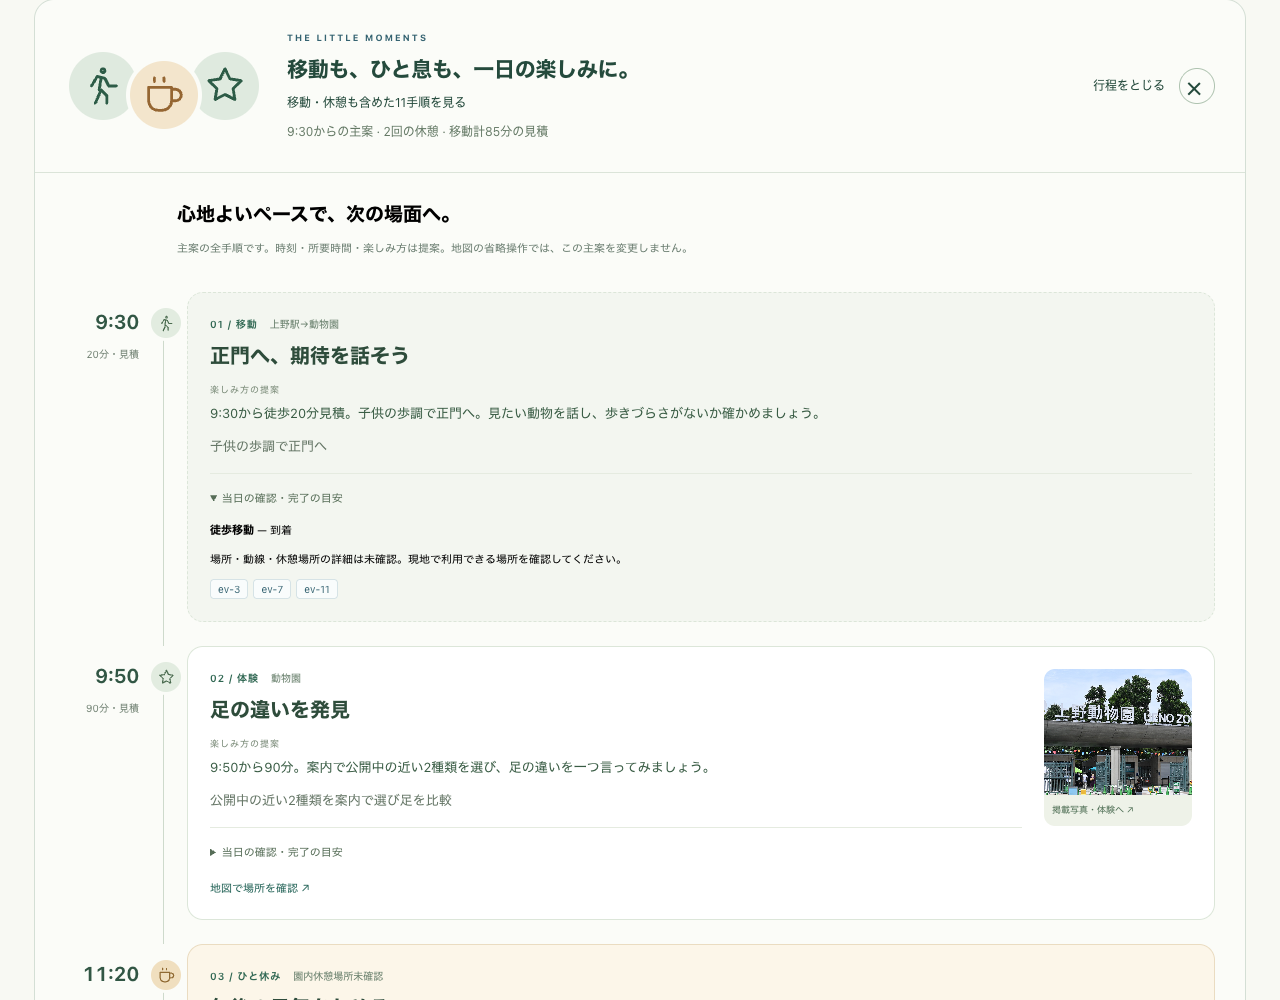 THE LITTLE MOMENTS
移動も、ひと息も、一日の楽しみに。
移動・休憩も含めた11手順を見る
9:30からの主案 · 2回の休憩 · 移動計85分の見積
行程をとじる
心地よいペースで、次の場面へ。
主案の全手順です。時刻・所要時間・楽しみ方は提案。地図の省略操作では、この主案を変更しません。
9:30
20分・見積
01 / 移動 上野駅→動物園
正門へ、期待を話そう
楽しみ方の提案
9:30から徒歩20分見積。子供の歩調で正門へ。見たい動物を話し、歩きづらさがないか確かめましょう。
子供の歩調で正門へ
▼ 当日の確認・完了の目安
徒歩移動 — 到着
場所・動線・休憩場所の詳細は未確認。現地で利用できる場所を確認してください。
ev-3 ev-7 ev-11
9:50
90分・見積
02 / 体験 動物園
足の違いを発見
楽しみ方の提案
9:50から90分。案内で公開中の近い2種類を選び、足の違いを一つ言ってみましょう。
公開中の近い2種類を案内で選び足を比較
▶ 当日の確認・完了の目安
地図で場所を確認 ↗
上野動物園 UENO ZO
掲載写真・体験へ ↗
11:20
03 / ひと休み 園内休憩場所未確認